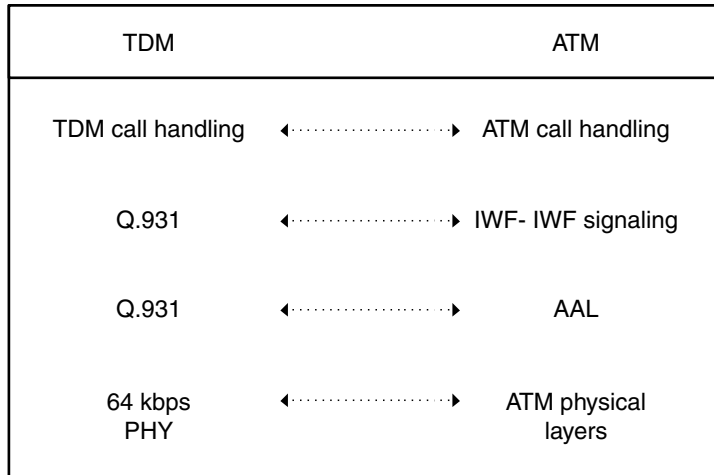 TDM ATM
TDM call handling ATM call handling
Q.931 IWF- IWF signaling
Q.931 AAL
64 kbps ATM physical
PHY layers